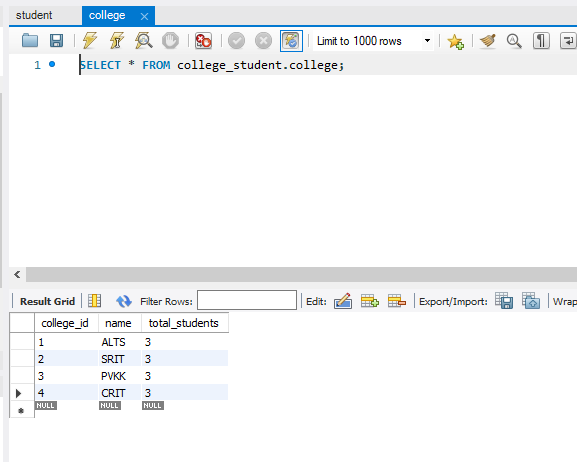 student college
Limit to 1000 rows
1 SELECT * FROM college_student.college;
Result Grid Filter Rows: Edit: Export/Import: Wrap
college_id name total_students
1 ALTS 3
2 SRIT 3
3 PVKK 3
4 CRIT 3
NULL NULL NULL